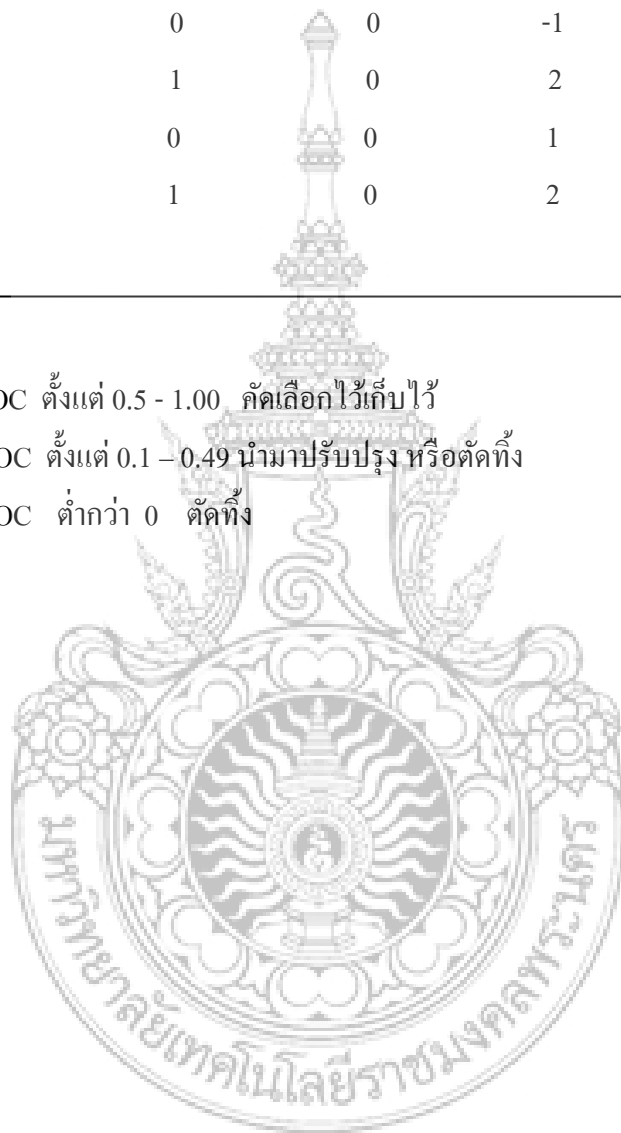 0 0 -1
1 0 2
0 0 1
1 0 2
OC ตั้งแต่ 0.5 - 1.00 คัดเลือกไว้เก็บไว้
OC ตั้งแต่ 0.1 – 0.49 นำมาปรับปรุง หรือตัดทิ้ง
OC ต่ำกว่า 0 ตัดทิ้ง
มหาวิทยาลัยเทคโนโลยีราชมงคลพระนคร